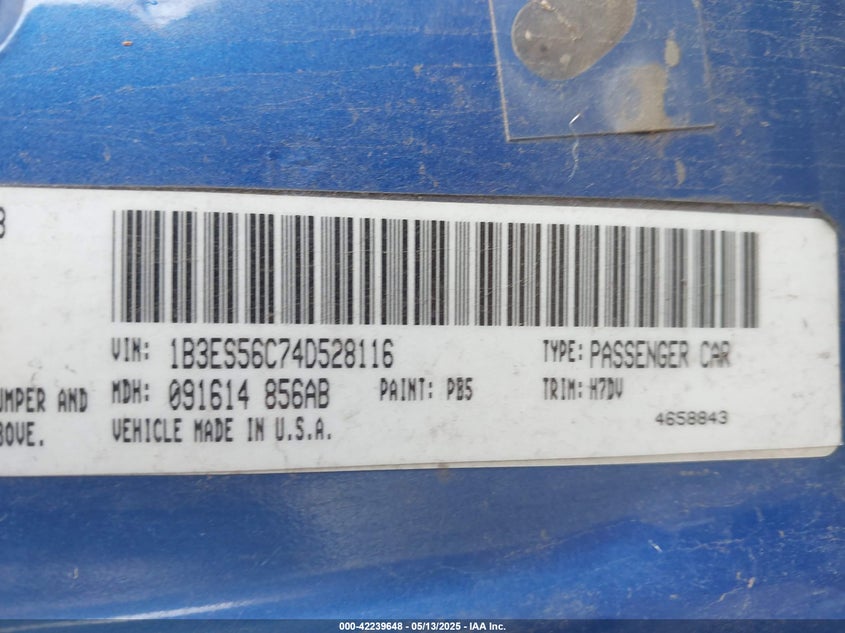 3
VIN: 1B3ES56C74D528116 TYPE: PASSENGER CAR
UMPER AND MDH: 091614 856AB PAINT: PB5 TRIM: H7DV
BOVE. VEHICLE MADE IN U.S.A. 4658843
000-42239648 - 05/13/2025 - IAA Inc.